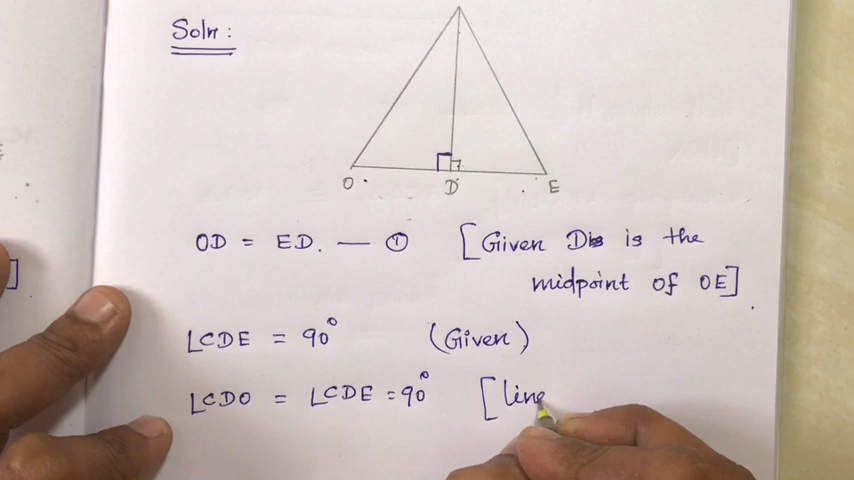 Soln :
O D E
OD = ED. — ① [Given D is the
midpoint of OE]
∟CDE = 90° (Given)
∟CDO = ∟CDE = 90° [line
]